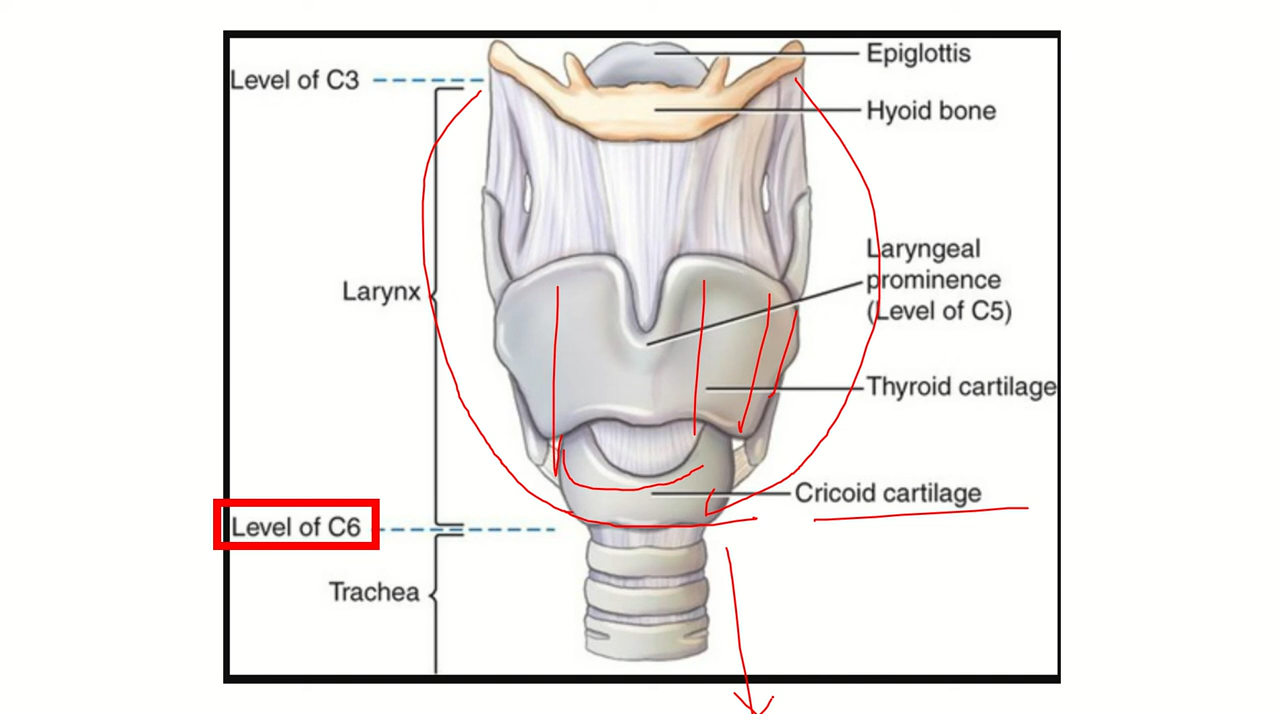 Epiglottis
Level of C3
Hyoid bone
Laryngeal
prominence
(Level of C5)
Larynx
Thyroid cartilage
Cricoid cartilage
Level of C6
Trachea